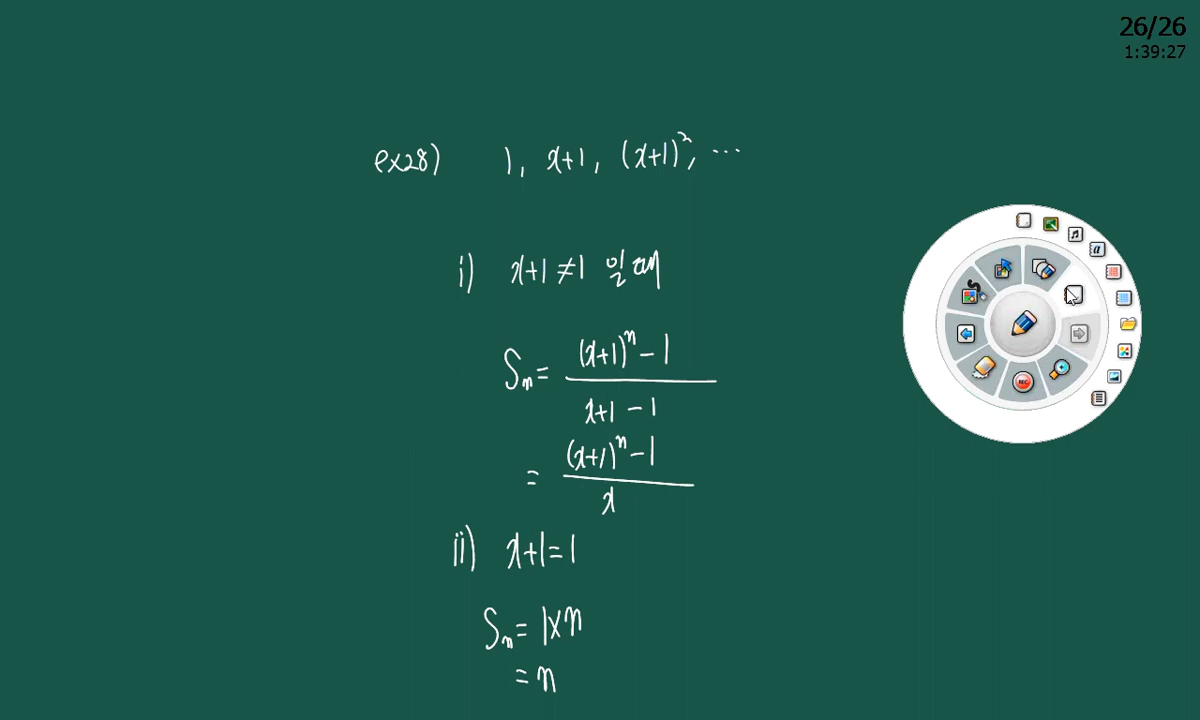 26/26
1:39:27
ex28) 1, x+1, (x+1)², ⋯
i) x+1≠1 일 때
Sₙ = ((x+1)ⁿ-1)/(x+1-1)
= ((x+1)ⁿ-1)/x
ii) x+1=1
Sₙ = 1×n
= n
REC